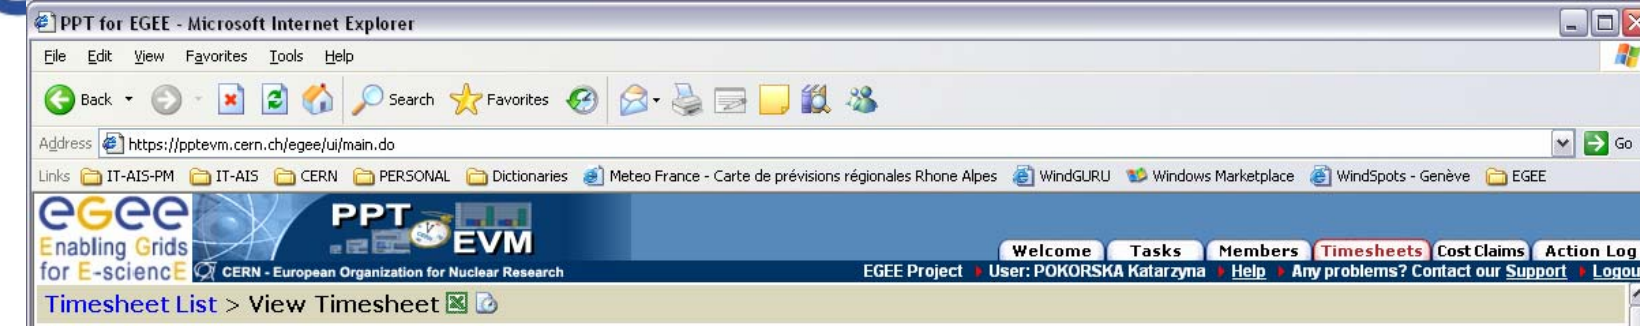 PPT for EGEE - Microsoft Internet Explorer
File Edit View Favorites Tools Help
Back Search Favorites
Address https://pptevm.cern.ch/egee/ui/main.do Go
Links IT-AIS-PM IT-AIS CERN PERSONAL Dictionaries Meteo France - Carte de prévisions régionales Rhone Alpes WindGURU Windows Marketplace WindSpots - Genève EGEE
eGee PPT EVM
Enabling Grids
for E-sciencE
Welcome Tasks Members Timesheets Cost Claims Action Log
CERN - European Organization for Nuclear Research EGEE Project User: POKORSKA Katarzyna Help Any problems? Contact our Support Logou
Timesheet List > View Timesheet